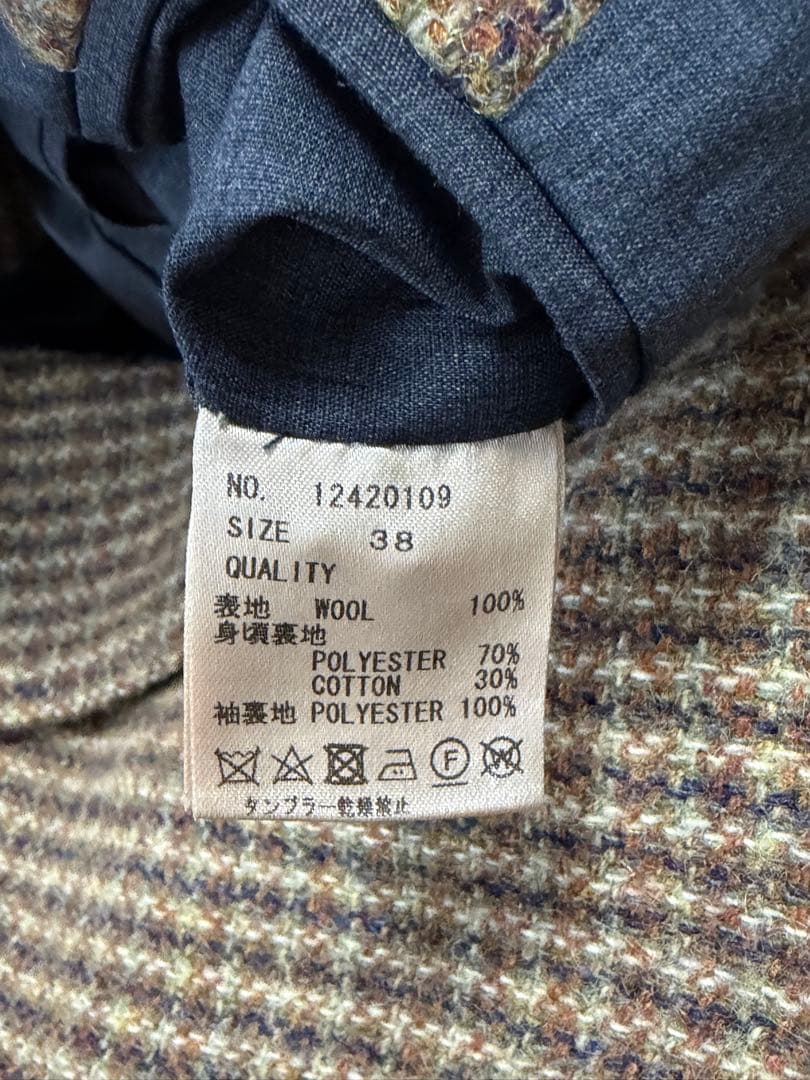 NO. 12420109
SIZE 38
QUALITY
表地 WOOL 100%
身頃裏地
POLYESTER 70%
COTTON 30%
袖裏地 POLYESTER 100%
F W
タンブラー乾燥禁止